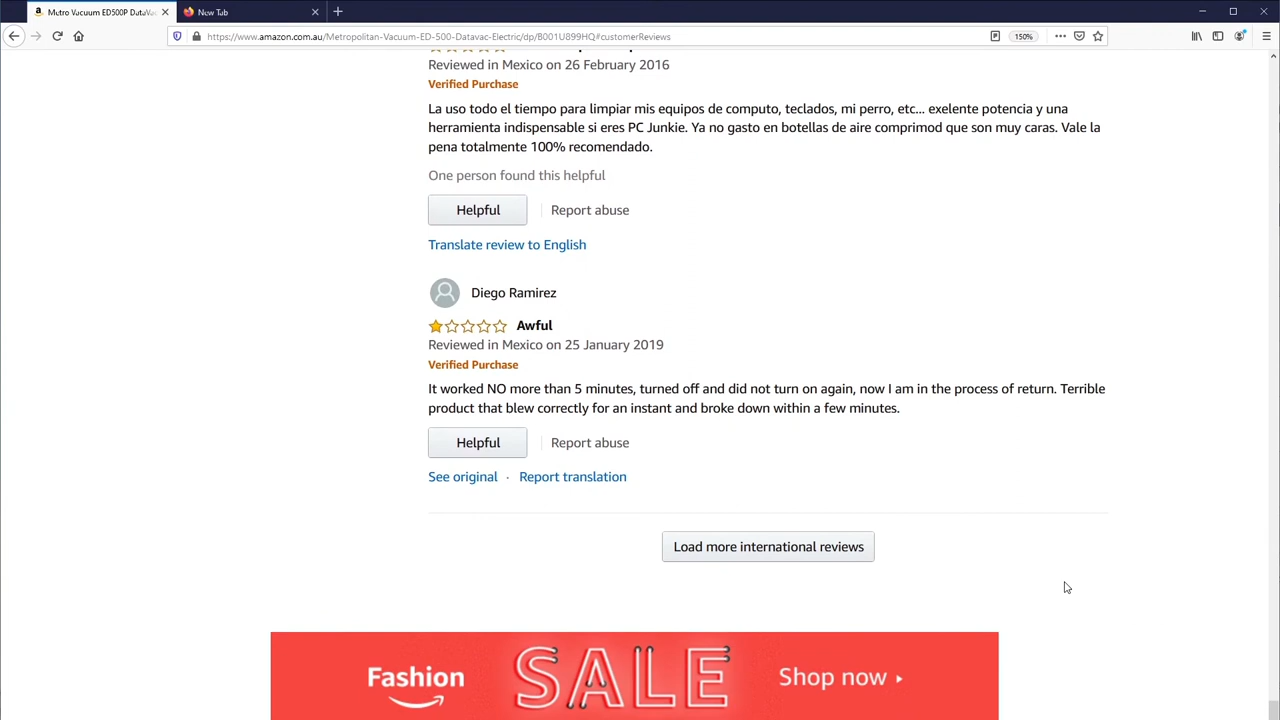 Metro Vacuum ED500P DataVac
New Tab
https://www.amazon.com.au/Metropolitan-Vacuum-ED-500-Datavac-Electric/dp/B001U899HQ#customerReviews
150%
Reviewed in Mexico on 26 February 2016
Verified Purchase
La uso todo el tiempo para limpiar mis equipos de computo, teclados, mi perro, etc... exelente potencia y una
herramienta indispensable si eres PC Junkie. Ya no gasto en botellas de aire comprimod que son muy caras. Vale la
pena totalmente 100% recomendado.
One person found this helpful
Helpful
Report abuse
Translate review to English
Diego Ramirez
Awful
Reviewed in Mexico on 25 January 2019
Verified Purchase
It worked NO more than 5 minutes, turned off and did not turn on again, now I am in the process of return. Terrible
product that blew correctly for an instant and broke down within a few minutes.
Helpful
Report abuse
See original · Report translation
Load more international reviews
Fashion SALE Shop now